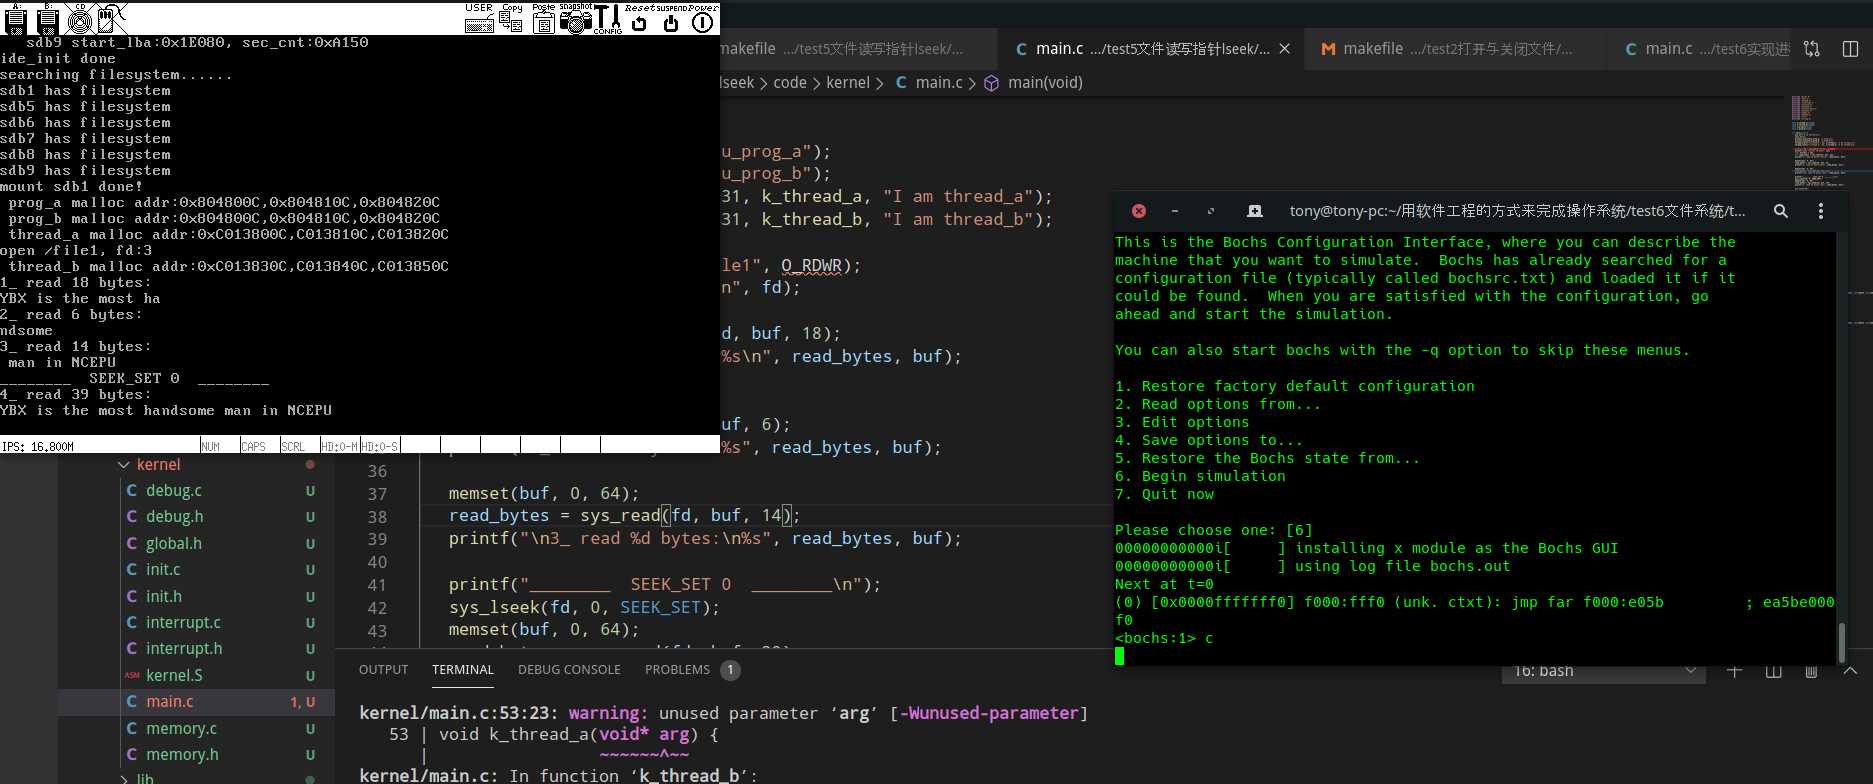 A: B: CD USER Copy Paste snapshot CONFIG Reset SUSPEND Power
sdb9 start_lba:0x1E080, sec_cnt:0xA150
ide_init done
searching filesystem......
sdb1 has filesystem
sdb5 has filesystem
sdb6 has filesystem
sdb7 has filesystem
sdb8 has filesystem
sdb9 has filesystem
mount sdb1 done!
prog_a malloc addr:0x804800C,0x804810C,0x804820C
prog_b malloc addr:0x804800C,0x804810C,0x804820C
thread_a malloc addr:0xC013800C,C013810C,C013820C
open /file1, fd:3
thread_b malloc addr:0xC013830C,C013840C,C013850C
1_ read 18 bytes:
YBX is the most ha
2_ read 6 bytes:
ndsome
3_ read 14 bytes:
man in NCEPU
________  SEEK_SET 0  ________
4_ read 39 bytes:
YBX is the most handsome man in NCEPU
IPS: 16.800M NUM CAPS SCRL HD:0-M HD:0-S
makefile .../test5文件读写指针lseek/...
main.c .../test5文件读写指针lseek/...
makefile .../test2打开与关闭文件/...
main.c .../test6实现进
lseek > code > kernel > C main.c > main(void)
u_prog_a");
u_prog_b");
31, k_thread_a, "I am thread_a");
31, k_thread_b, "I am thread_b");
le1", O_RDWR);
n", fd);
d, buf, 18);
%s\n", read_bytes, buf);
uf, 6);
%s", read_bytes, buf);
36
37 memset(buf, 0, 64);
38 read_bytes = sys_read(fd, buf, 14);
39 printf("\n3_ read %d bytes:\n%s", read_bytes, buf);
40
41 printf("________  SEEK_SET 0  ________\n");
42 sys_lseek(fd, 0, SEEK_SET);
43 memset(buf, 0, 64);
kernel
C debug.c U
C debug.h U
C global.h U
C init.c U
C init.h U
C interrupt.c U
C interrupt.h U
ASM kernel.S U
C main.c 1, U
C memory.c U
C memory.h U
lib
OUTPUT TERMINAL DEBUG CONSOLE PROBLEMS 1
16: bash
kernel/main.c:53:23: warning: unused parameter ‘arg’ [-Wunused-parameter]
53 | void k_thread_a(void* arg) {
| ~~~~~~^~~
kernel/main.c: In function ‘k_thread_b’:
tony@tony-pc:~/用软件工程的方式来完成操作系统/test6文件系统/t...
This is the Bochs Configuration Interface, where you can describe the
machine that you want to simulate.  Bochs has already searched for a
configuration file (typically called bochsrc.txt) and loaded it if it
could be found.  When you are satisfied with the configuration, go
ahead and start the simulation.
You can also start bochs with the -q option to skip these menus.
1. Restore factory default configuration
2. Read options from...
3. Edit options
4. Save options to...
5. Restore the Bochs state from...
6. Begin simulation
7. Quit now
Please choose one: [6]
00000000000i[      ] installing x module as the Bochs GUI
00000000000i[      ] using log file bochs.out
Next at t=0
(0) [0x0000fffffff0] f000:fff0 (unk. ctxt): jmp far f000:e05b ; ea5be000
f0
<bochs:1> c